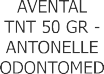 AVENTAL
TNT 50 GR -
ANTONELLE
ODONTOMED